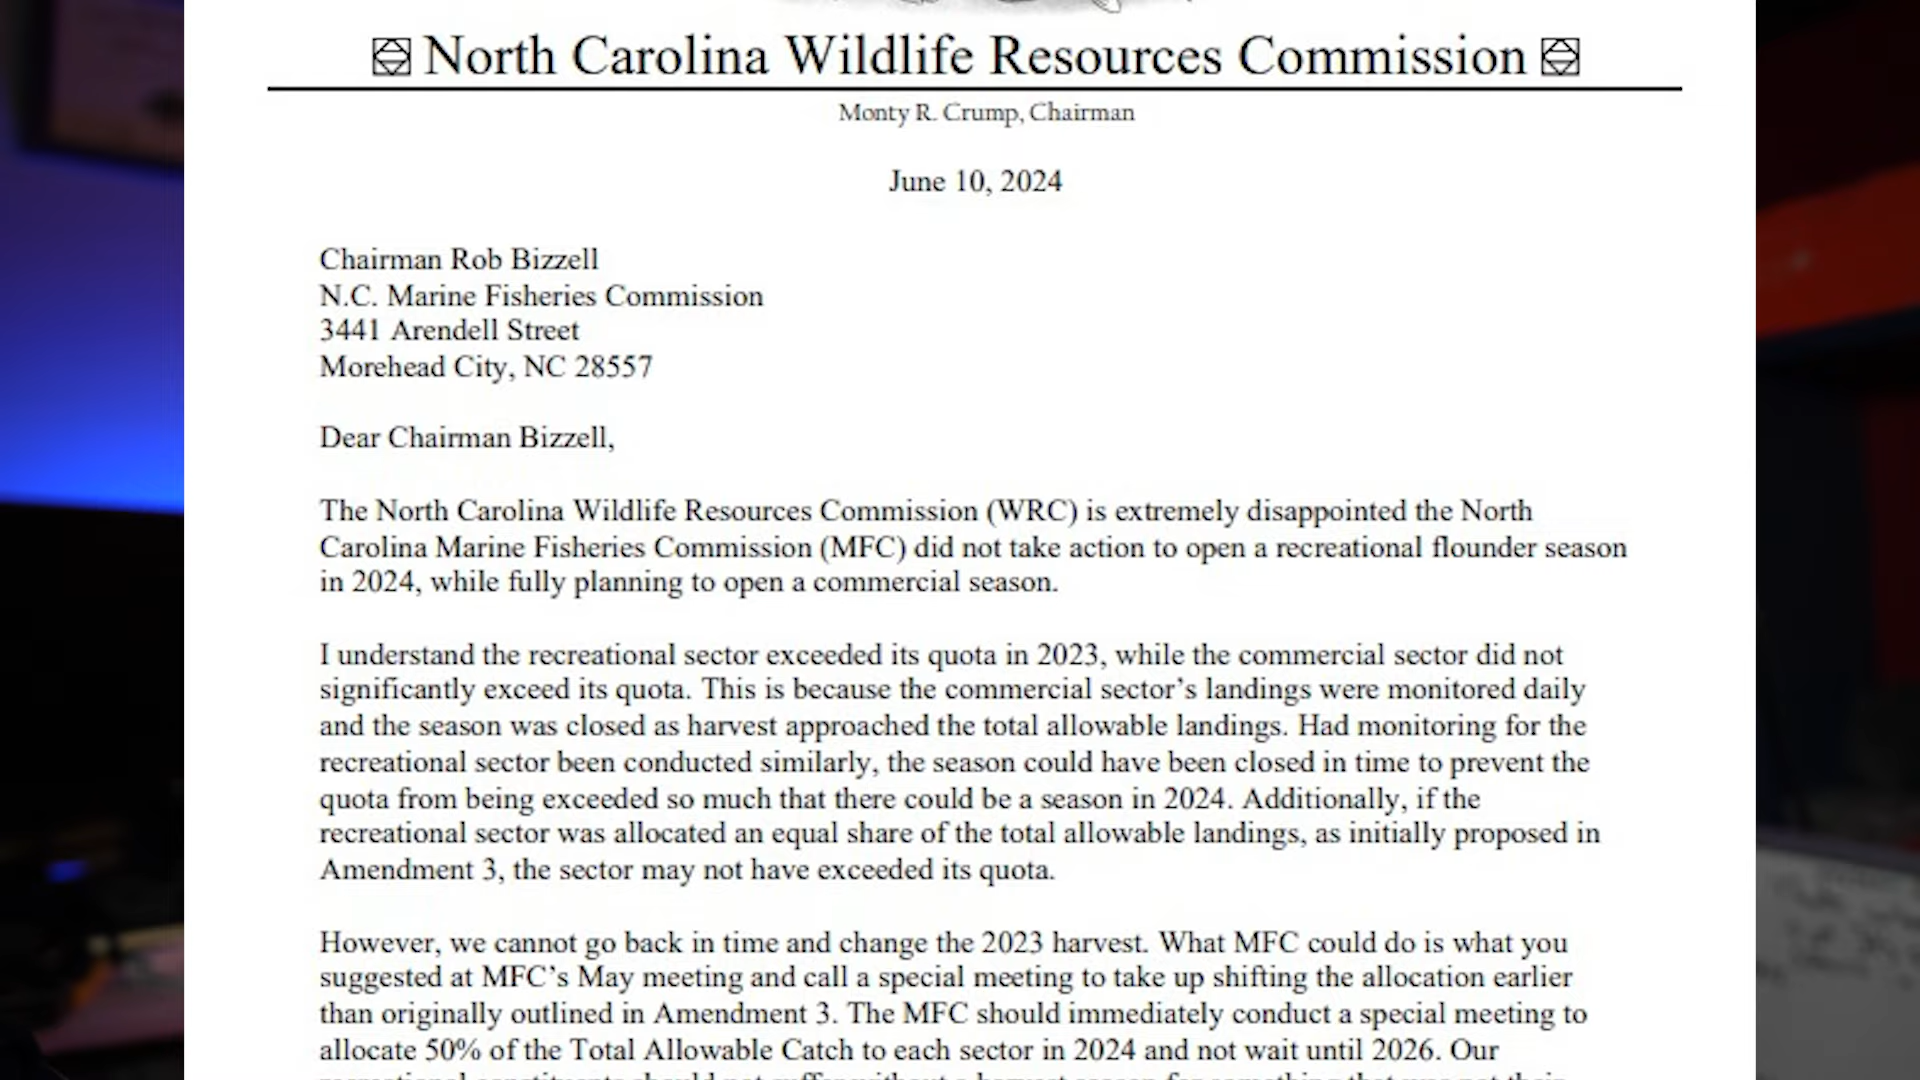 North Carolina Wildlife Resources Commission
Monty R. Crump, Chairman
June 10, 2024
Chairman Rob Bizzell
N.C. Marine Fisheries Commission
3441 Arendell Street
Morehead City, NC 28557
Dear Chairman Bizzell,
The North Carolina Wildlife Resources Commission (WRC) is extremely disappointed the North
Carolina Marine Fisheries Commission (MFC) did not take action to open a recreational flounder season
in 2024, while fully planning to open a commercial season.
I understand the recreational sector exceeded its quota in 2023, while the commercial sector did not
significantly exceed its quota. This is because the commercial sector's landings were monitored daily
and the season was closed as harvest approached the total allowable landings. Had monitoring for the
recreational sector been conducted similarly, the season could have been closed in time to prevent the
quota from being exceeded so much that there could be a season in 2024. Additionally, if the
recreational sector was allocated an equal share of the total allowable landings, as initially proposed in
Amendment 3, the sector may not have exceeded its quota.
However, we cannot go back in time and change the 2023 harvest. What MFC could do is what you
suggested at MFC's May meeting and call a special meeting to take up shifting the allocation earlier
than originally outlined in Amendment 3. The MFC should immediately conduct a special meeting to
allocate 50% of the Total Allowable Catch to each sector in 2024 and not wait until 2026. Our